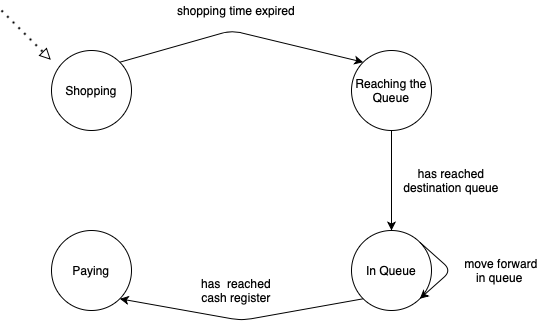 shopping time expired
Shopping
Reaching the
Queue
has reached
destination queue
Paying
has  reached
cash register
In Queue
move forward
in queue